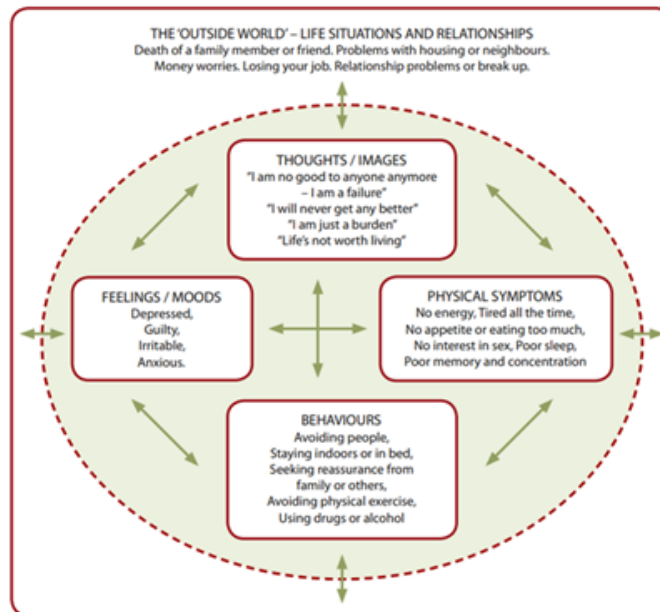 THE 'OUTSIDE WORLD' – LIFE SITUATIONS AND RELATIONSHIPS
Death of a family member or friend. Problems with housing or neighbours.
Money worries. Losing your job. Relationship problems or break up.
THOUGHTS / IMAGES
"I am no good to anyone anymore
– I am a failure"
"I will never get any better"
"I am just a burden"
"Life's not worth living"
FEELINGS / MOODS
Depressed,
Guilty,
Irritable,
Anxious.
PHYSICAL SYMPTOMS
No energy, Tired all the time,
No appetite or eating too much,
No interest in sex, Poor sleep,
Poor memory and concentration
BEHAVIOURS
Avoiding people,
Staying indoors or in bed,
Seeking reassurance from
family or others,
Avoiding physical exercise,
Using drugs or alcohol